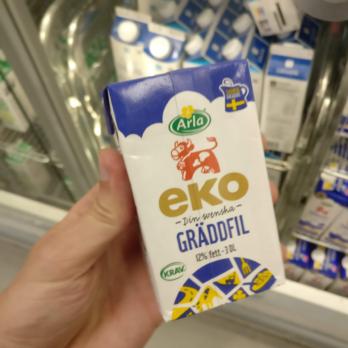 Arla
eko
Din svenska
GRÄDDFIL
12% fett - 3 DL
KRAV